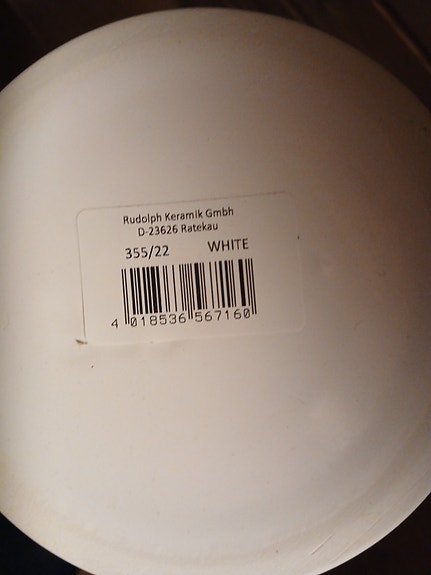 Rudolph Keramik Gmbh
D-23626 Ratekau
355/22 WHITE
4 018536 567160